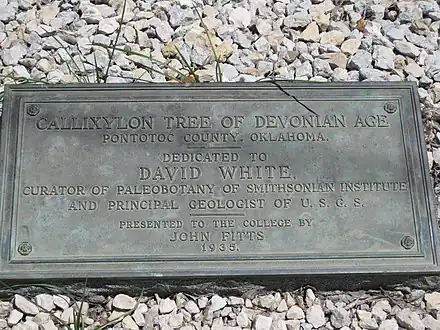 CALLIXYLON TREE OF DEVONIAN AGE
PONTOTOC COUNTY, OKLAHOMA.
DEDICATED TO
DAVID WHITE,
CURATOR OF PALEOBOTANY OF SMITHSONIAN INSTITUTE
AND PRINCIPAL GEOLOGIST OF U. S. G. S.
PRESENTED TO THE COLLEGE BY
JOHN FITTS
1935.